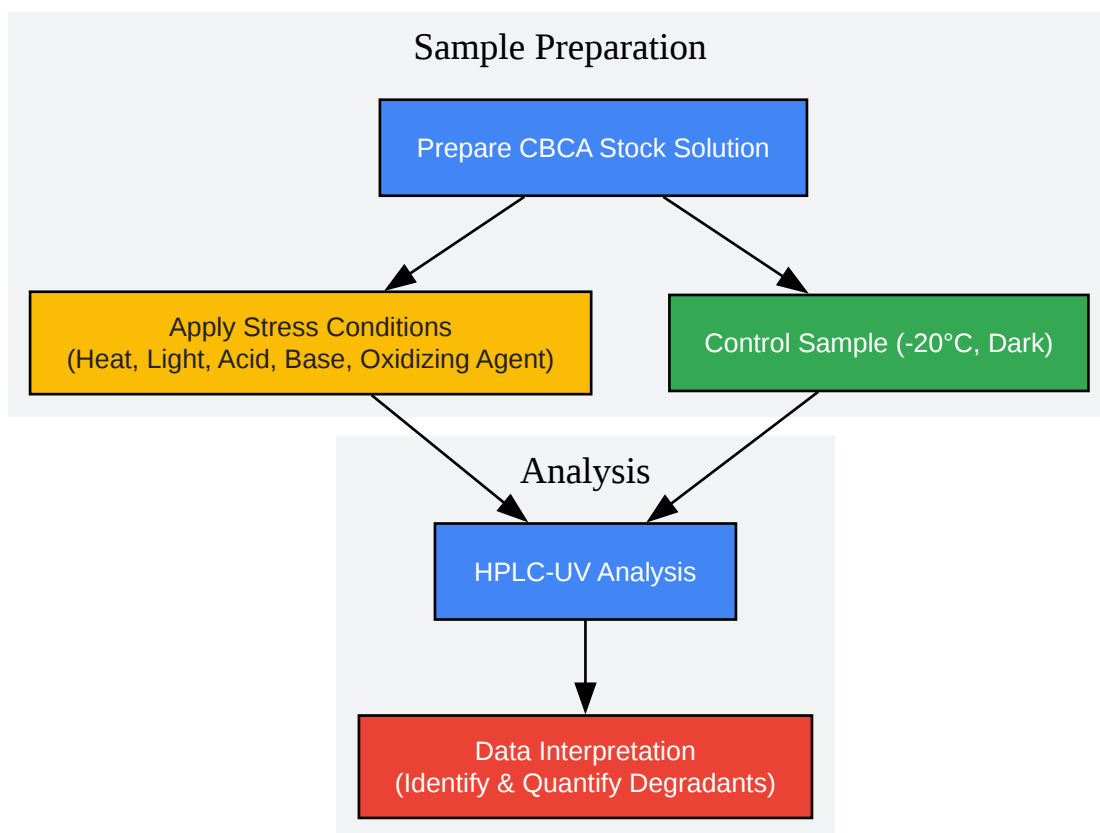 Sample Preparation
Prepare CBCA Stock Solution
Apply Stress Conditions
(Heat, Light, Acid, Base, Oxidizing Agent)
Control Sample (-20°C, Dark)
Analysis
HPLC-UV Analysis
Data Interpretation
(Identify & Quantify Degradants)